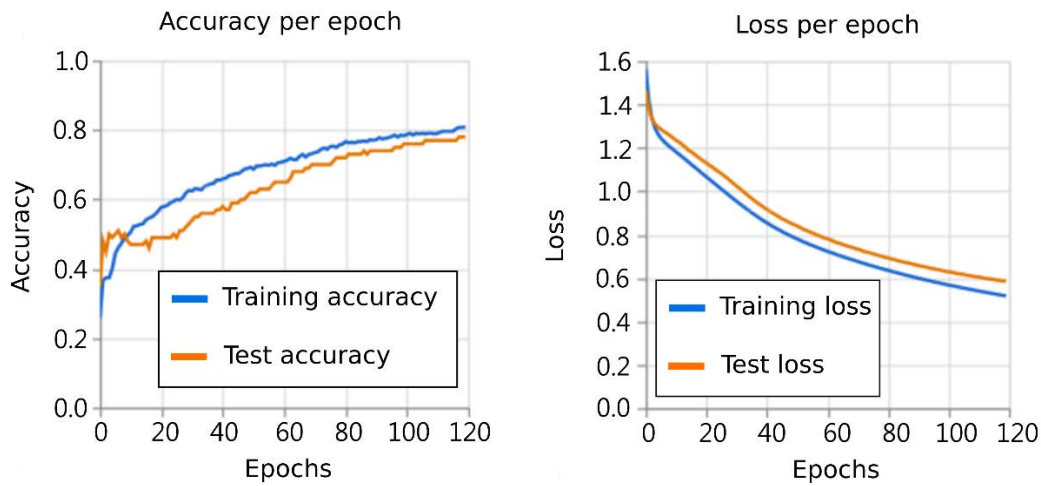 Accuracy per epoch
1.0
0.8
0.6
0.4
0.2
0.0
Accuracy
Training accuracy
Test accuracy
0 20 40 60 80 100 120
Epochs
Loss per epoch
1.6
1.4
1.2
1.0
0.8
0.6
0.4
0.2
0.0
Loss
Training loss
Test loss
0 20 40 60 80 100 120
Epochs